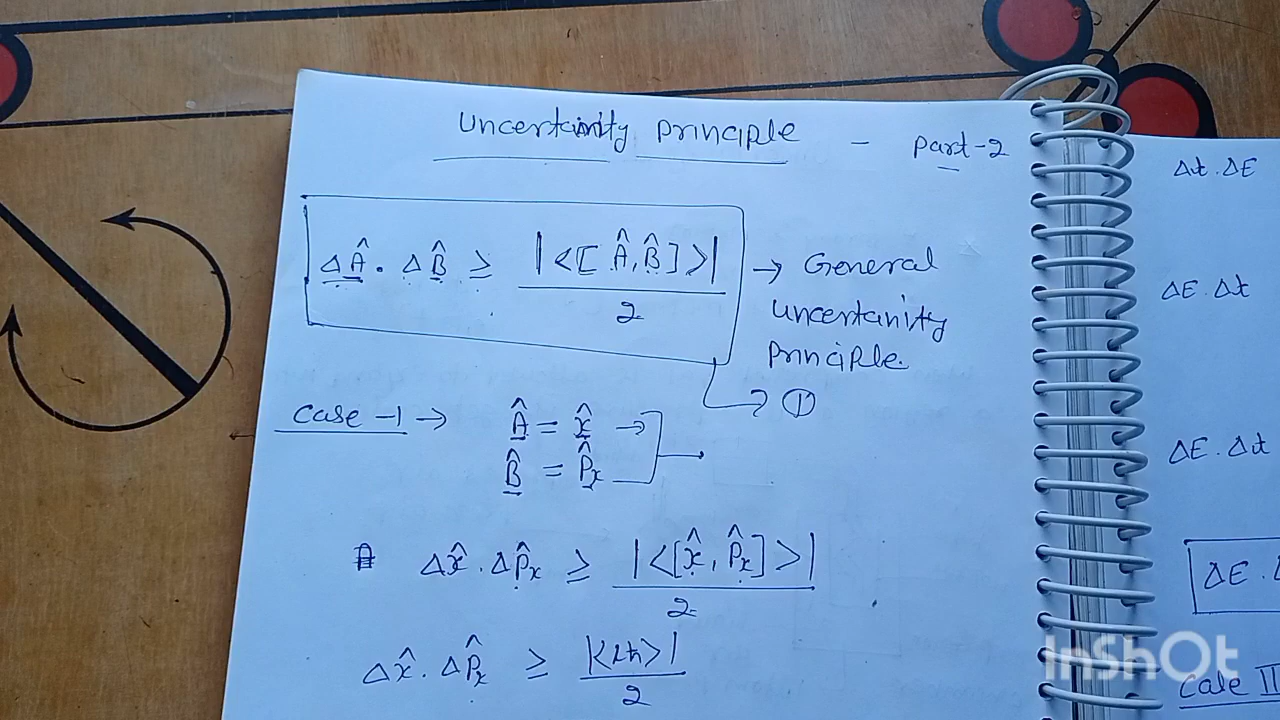 Uncertainity Principle - Part-2
ΔÂ . ΔB̂ ≥ |<[Â, B̂]>| / 2 → General
Uncertainity
Principle
→ ①
Case -1 → Â = x̂ →
B̂ = P̂x →
Δx̂ . ΔP̂x ≥ |<[x̂, P̂x]>| / 2
Δx̂ . ΔP̂x ≥ |<iħ>| / 2
Δt . ΔE
ΔE . Δt
ΔE . Δt
ΔE .
Case II
InShOt